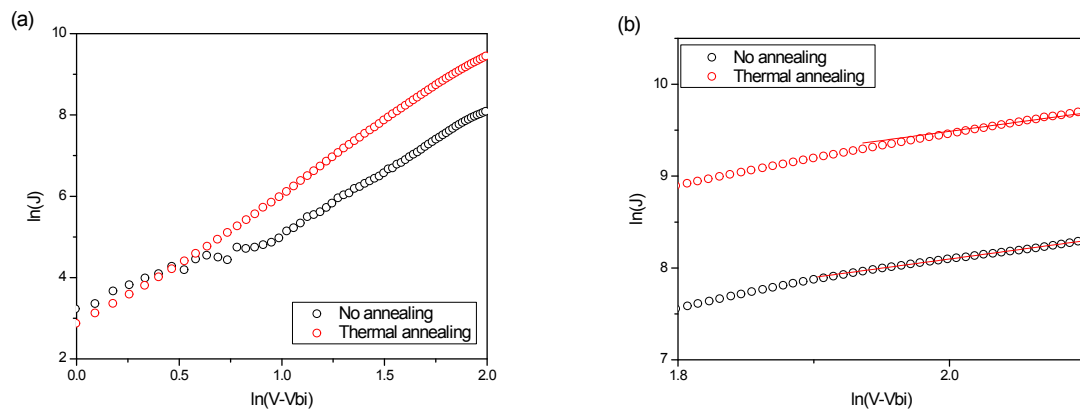 (a)
10
8
6
4
2
ln(J)
0.0
0.5
1.0
1.5
2.0
ln(V-Vbi)
No annealing
Thermal annealing
(b)
10
9
8
7
ln(J)
1.8
2.0
ln(V-Vbi)
No annealing
Thermal annealing